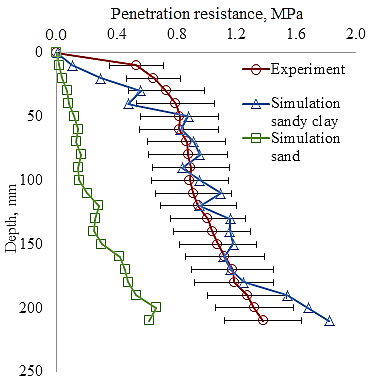 Penetration resistance, MPa
0.0 0.4 0.8 1.2 1.6 2.0
0
50
100
150
200
250
Depth, mm
Experiment
Simulation
sandy clay
Simulation
sand